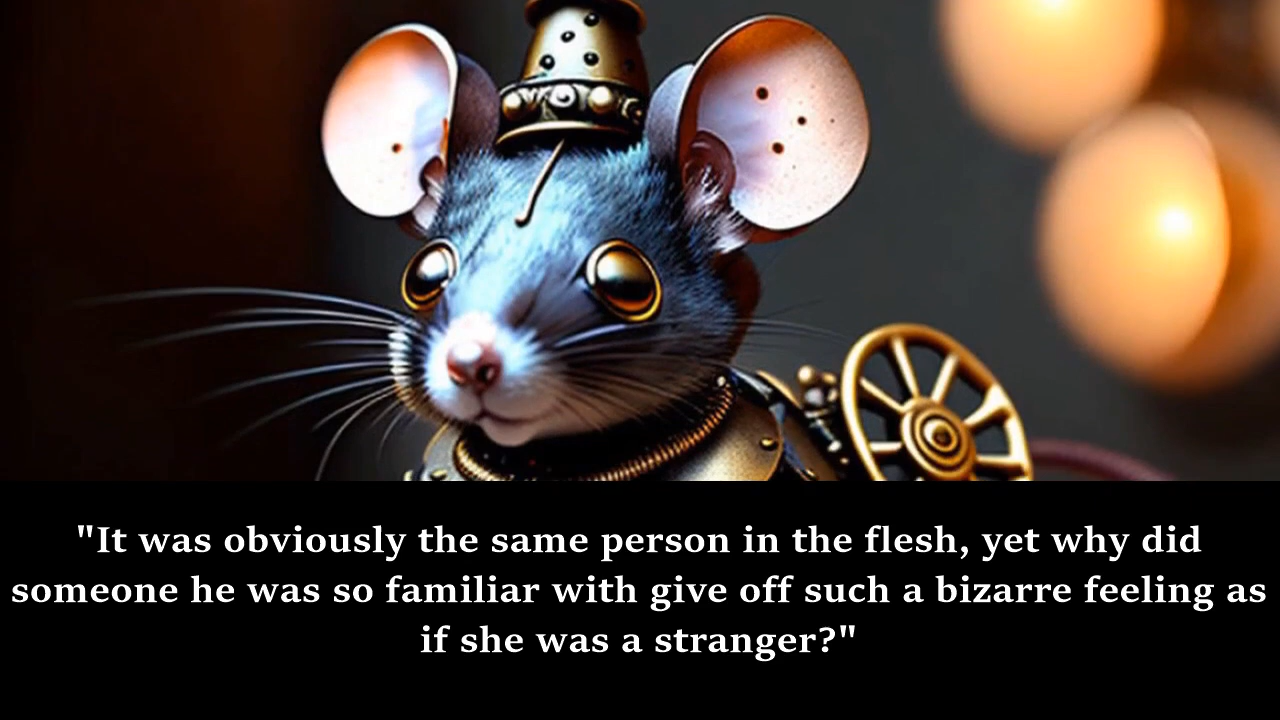 "It was obviously the same person in the flesh, yet why did
someone he was so familiar with give off such a bizarre feeling as
if she was a stranger?"